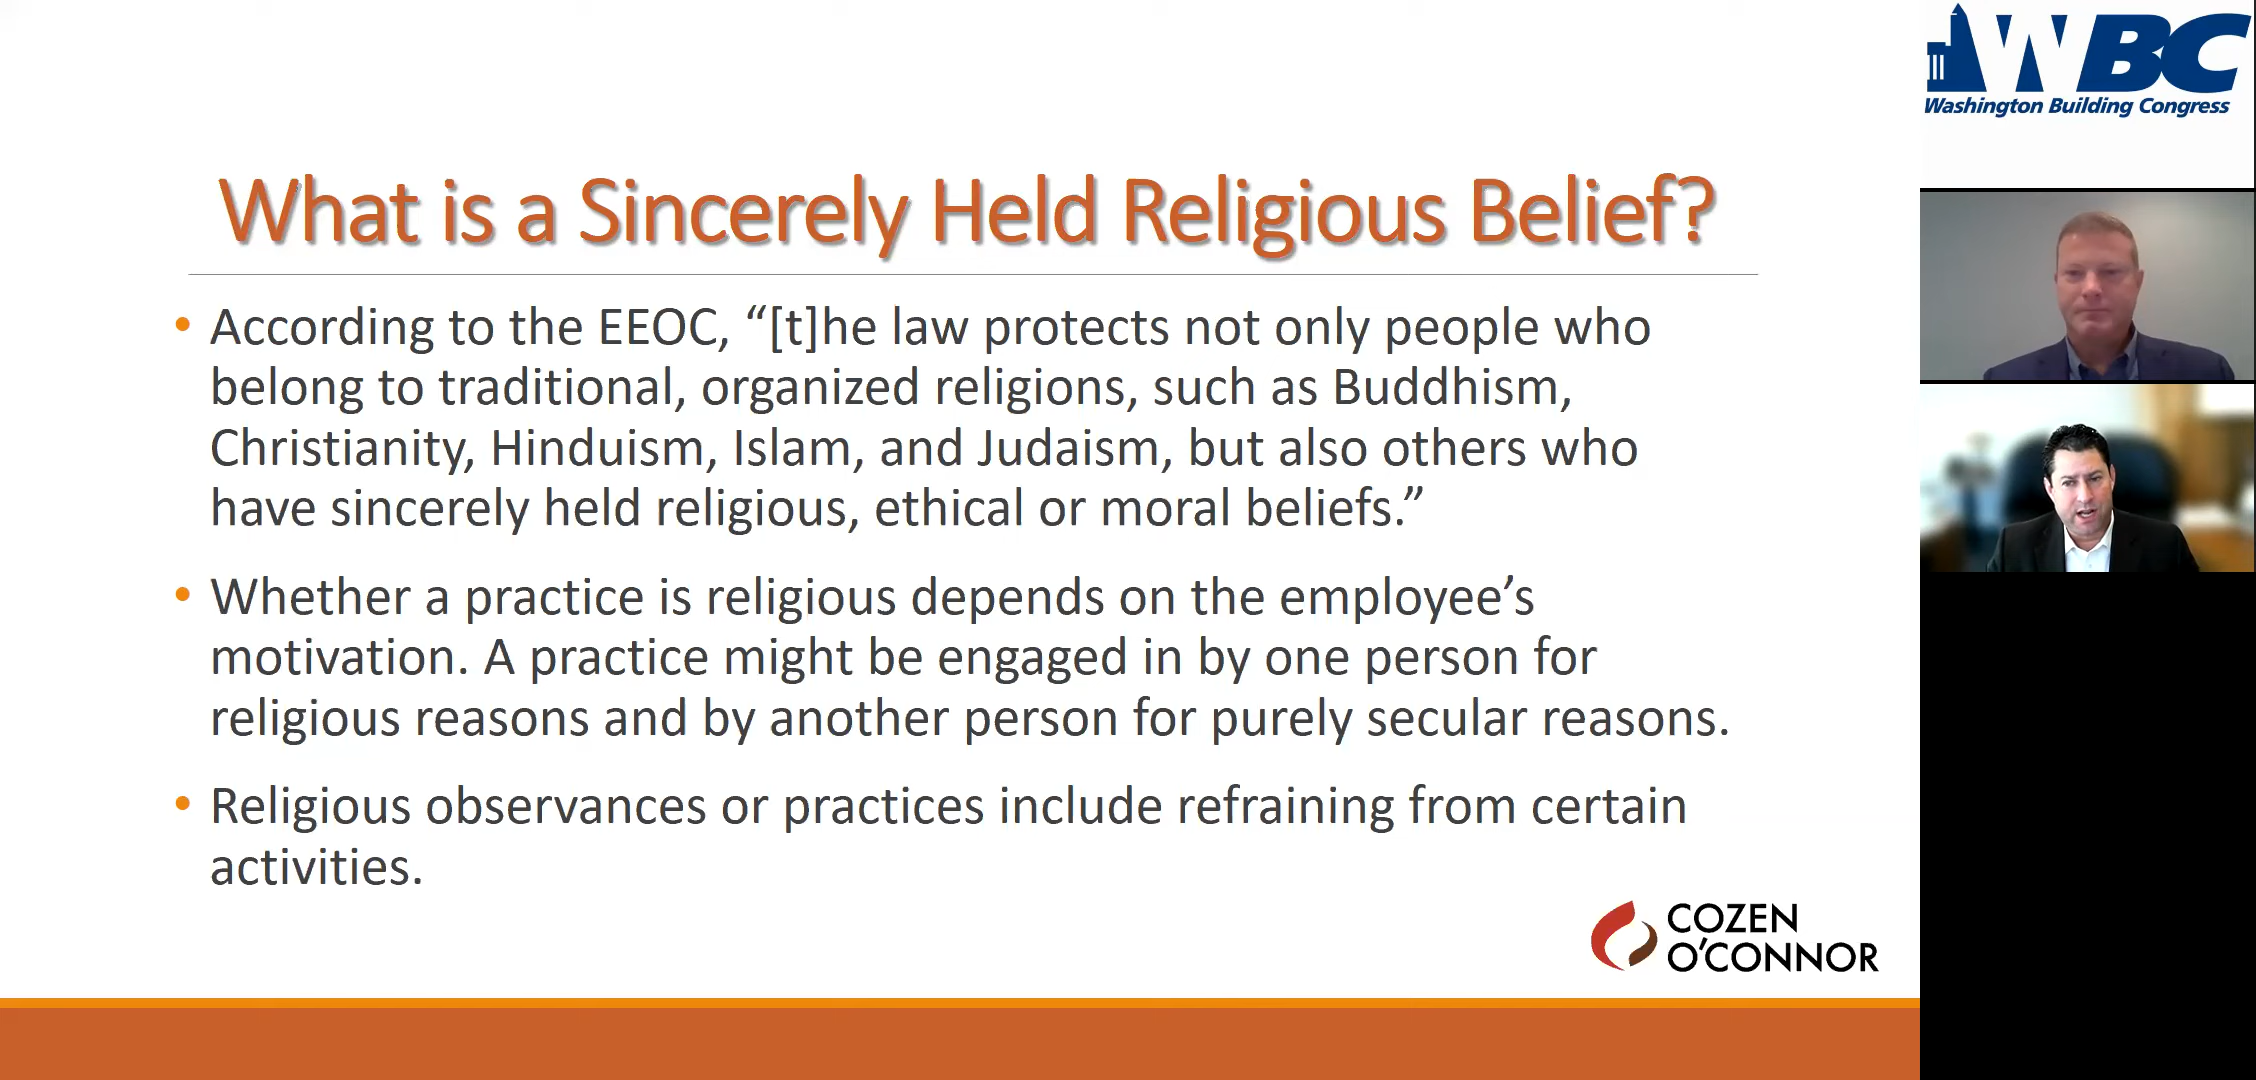 What is a Sincerely Held Religious Belief?
• According to the EEOC, “[t]he law protects not only people who
belong to traditional, organized religions, such as Buddhism,
Christianity, Hinduism, Islam, and Judaism, but also others who
have sincerely held religious, ethical or moral beliefs.”
• Whether a practice is religious depends on the employee’s
motivation. A practice might be engaged in by one person for
religious reasons and by another person for purely secular reasons.
• Religious observances or practices include refraining from certain
activities.
COZEN
O’CONNOR
WBC
Washington Building Congress